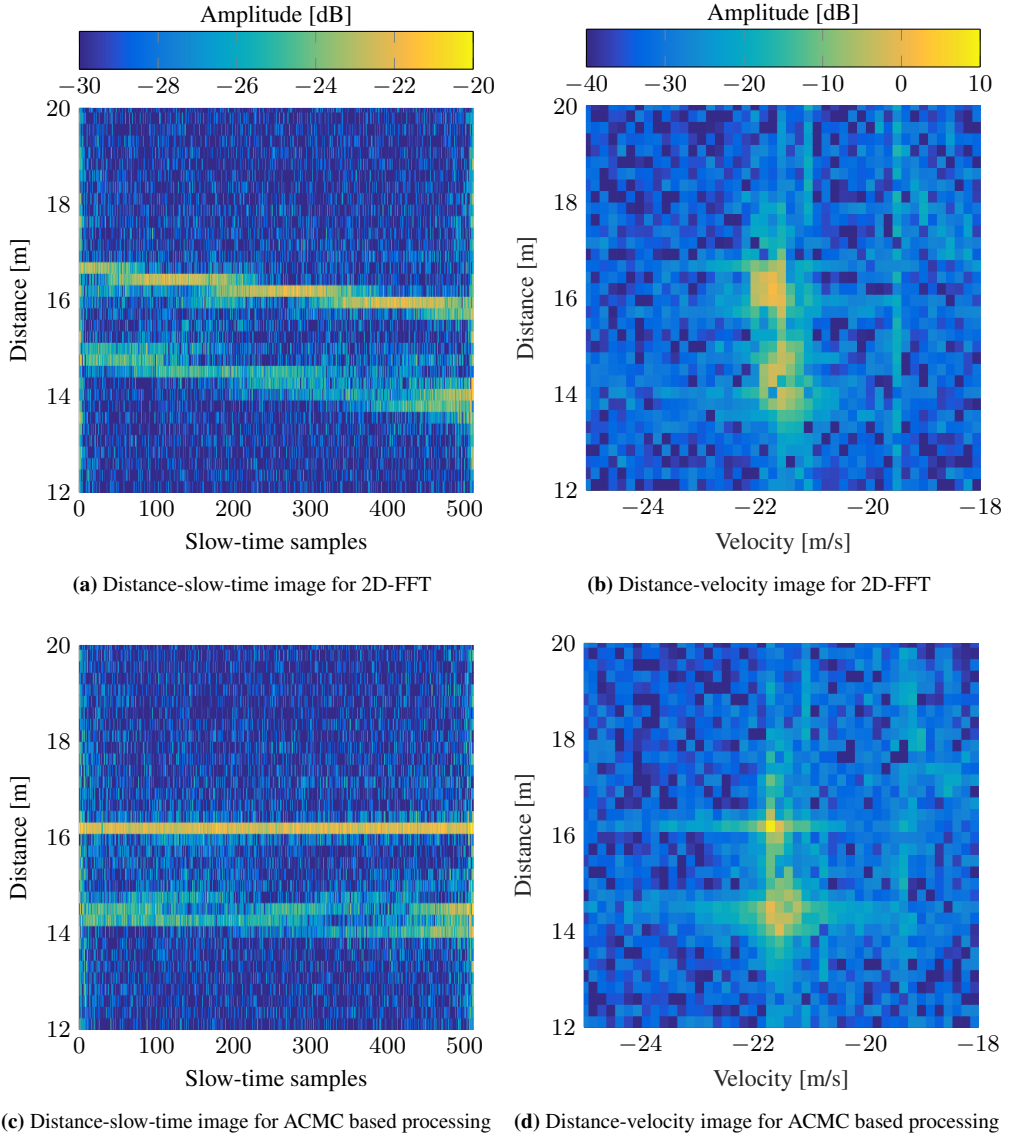 Amplitude [dB]
−30 −28 −26 −24 −22 −20
20
18
16
14
12
Distance [m]
0 100 200 300 400 500
Slow-time samples
(a) Distance-slow-time image for 2D-FFT
Amplitude [dB]
−40 −30 −20 −10 0 10
20
18
16
14
12
Distance [m]
−24 −22 −20 −18
Velocity [m/s]
(b) Distance-velocity image for 2D-FFT
20
18
16
14
12
Distance [m]
0 100 200 300 400 500
Slow-time samples
(c) Distance-slow-time image for ACMC based processing
20
18
16
14
12
Distance [m]
−24 −22 −20 −18
Velocity [m/s]
(d) Distance-velocity image for ACMC based processing